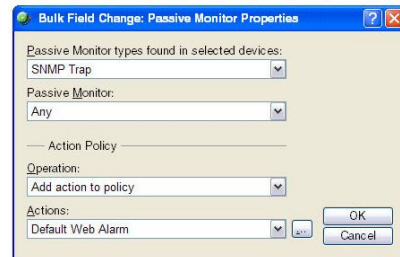 Bulk Field Change: Passive Monitor Properties
Passive Monitor types found in selected devices:
SNMP Trap
Passive Monitor:
Any
Action Policy
Operation:
Add action to policy
Actions:
Default Web Alarm
...
OK
Cancel